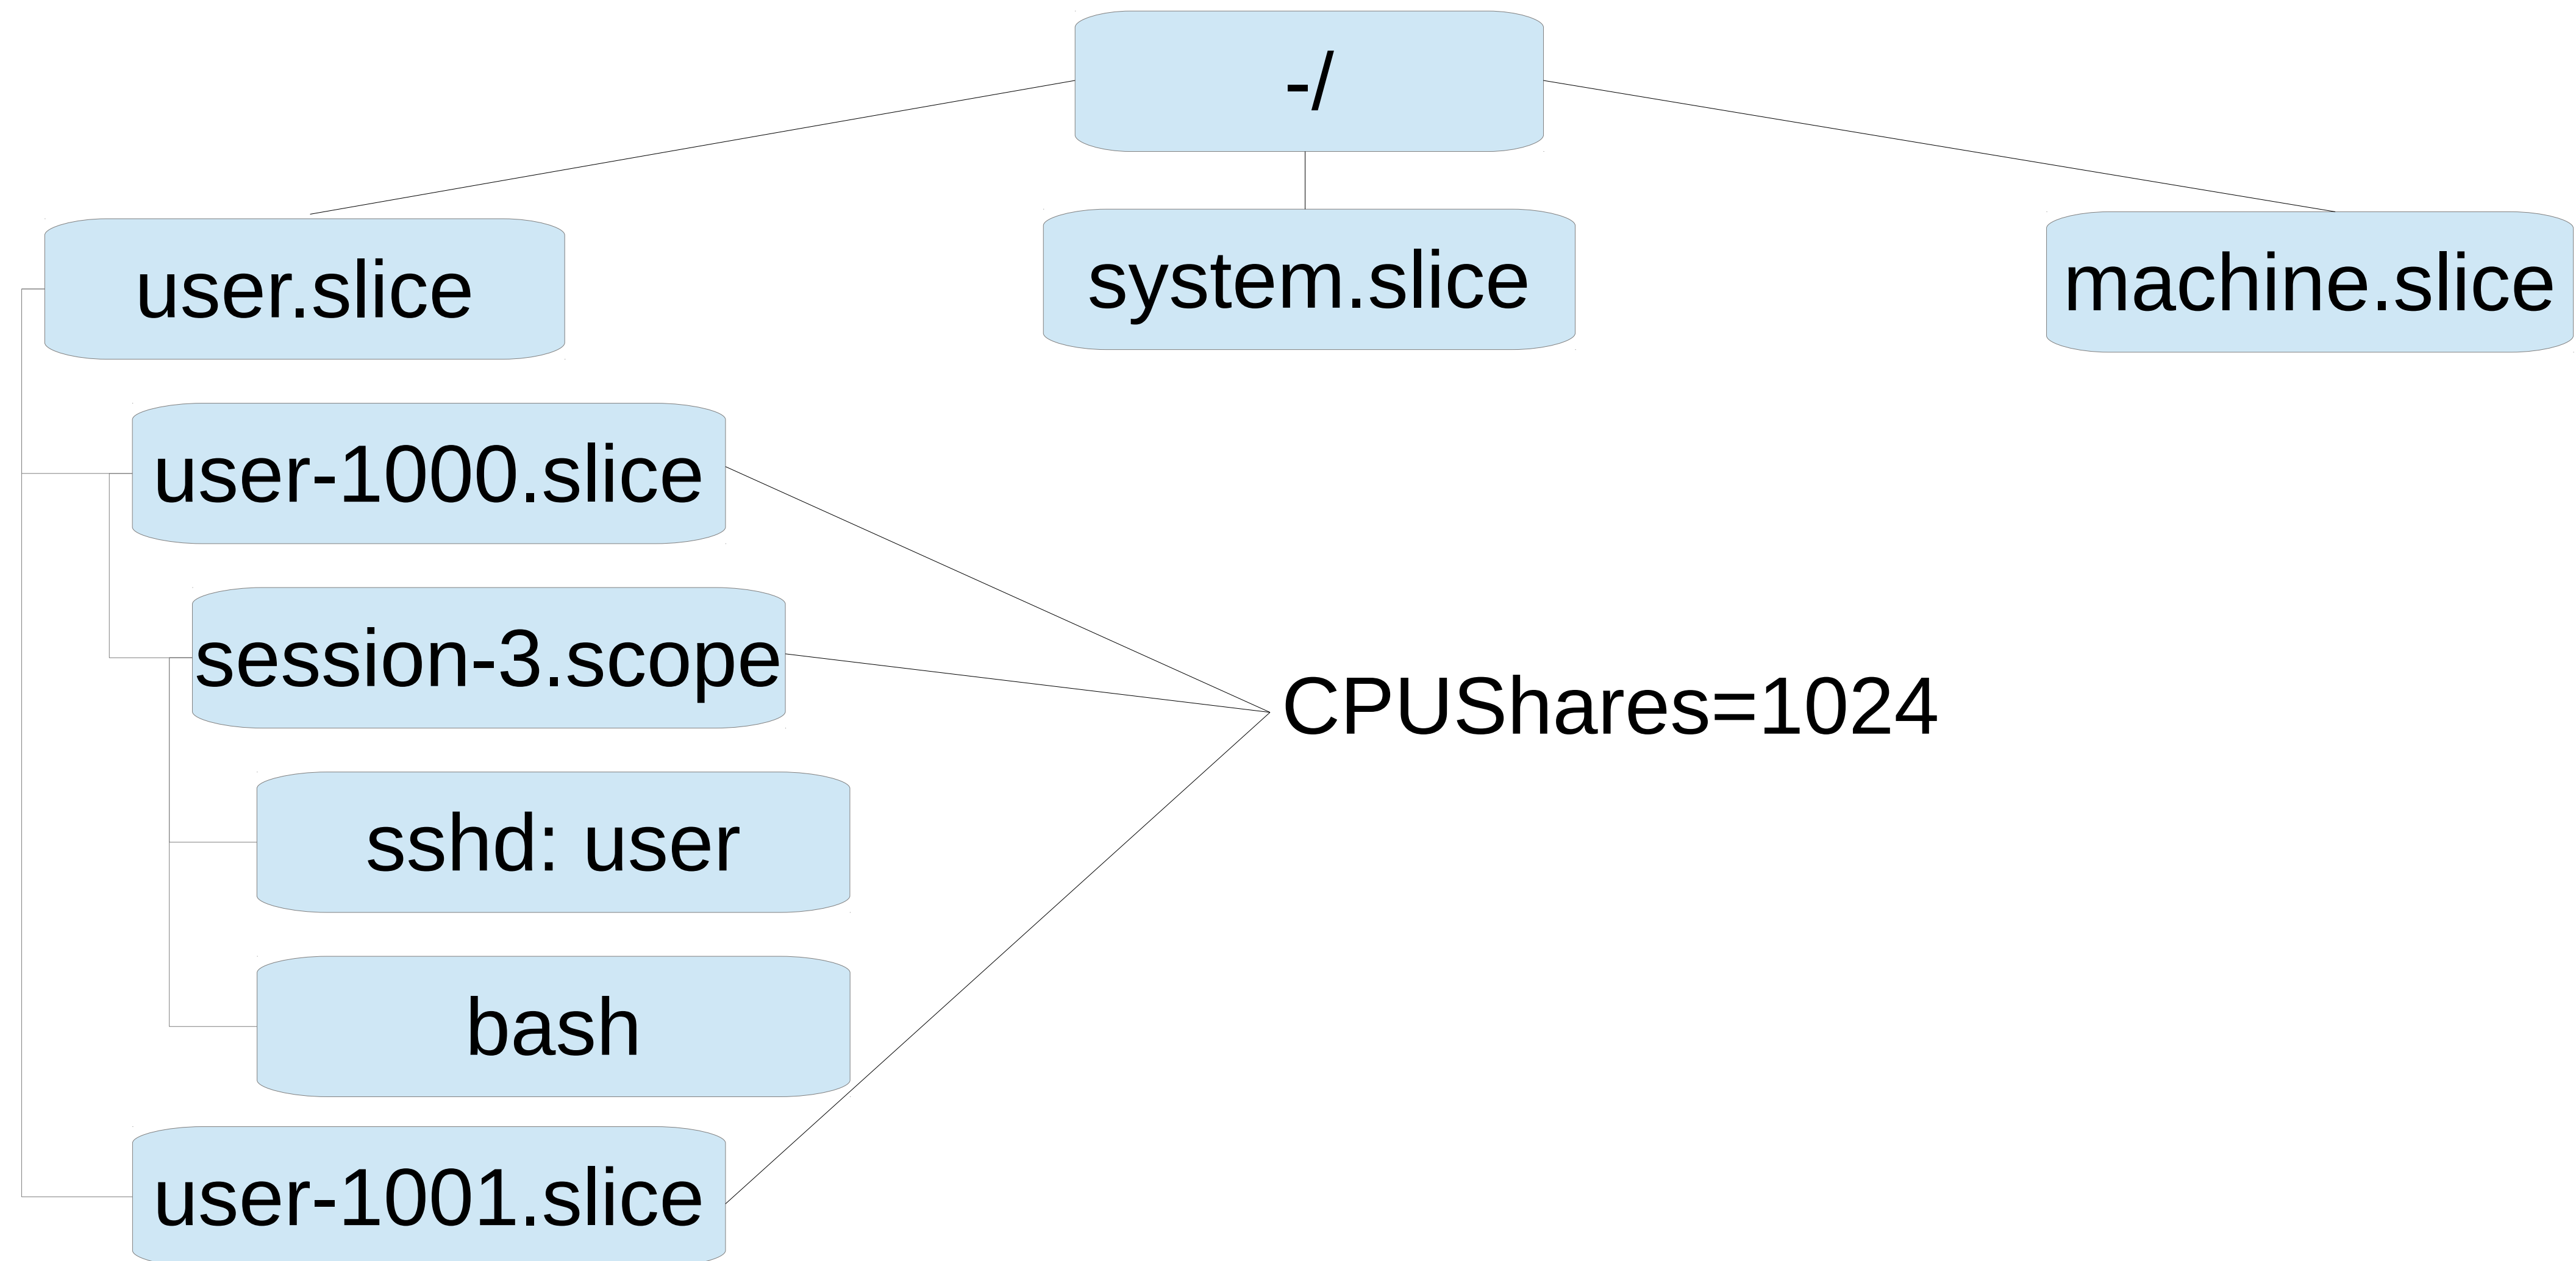 -/
user.slice
system.slice
machine.slice
user-1000.slice
session-3.scope
CPUShares=1024
sshd: user
bash
user-1001.slice